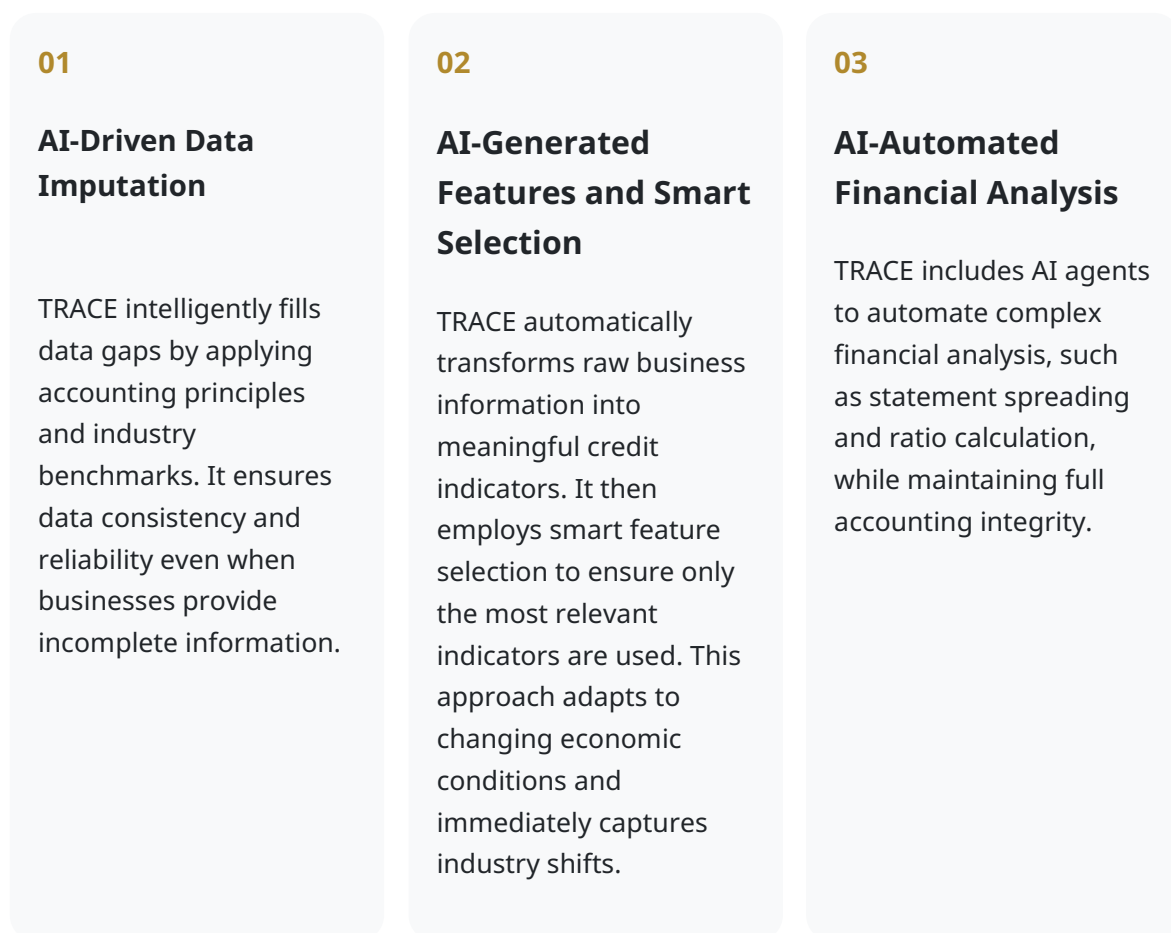 01
AI-Driven Data
Imputation
TRACE intelligently fills
data gaps by applying
accounting principles
and industry
benchmarks. It ensures
data consistency and
reliability even when
businesses provide
incomplete information.
02
AI-Generated
Features and Smart
Selection
TRACE automatically
transforms raw business
information into
meaningful credit
indicators. It then
employs smart feature
selection to ensure only
the most relevant
indicators are used. This
approach adapts to
changing economic
conditions and
immediately captures
industry shifts.
03
AI-Automated
Financial Analysis
TRACE includes AI agents
to automate complex
financial analysis, such
as statement spreading
and ratio calculation,
while maintaining full
accounting integrity.